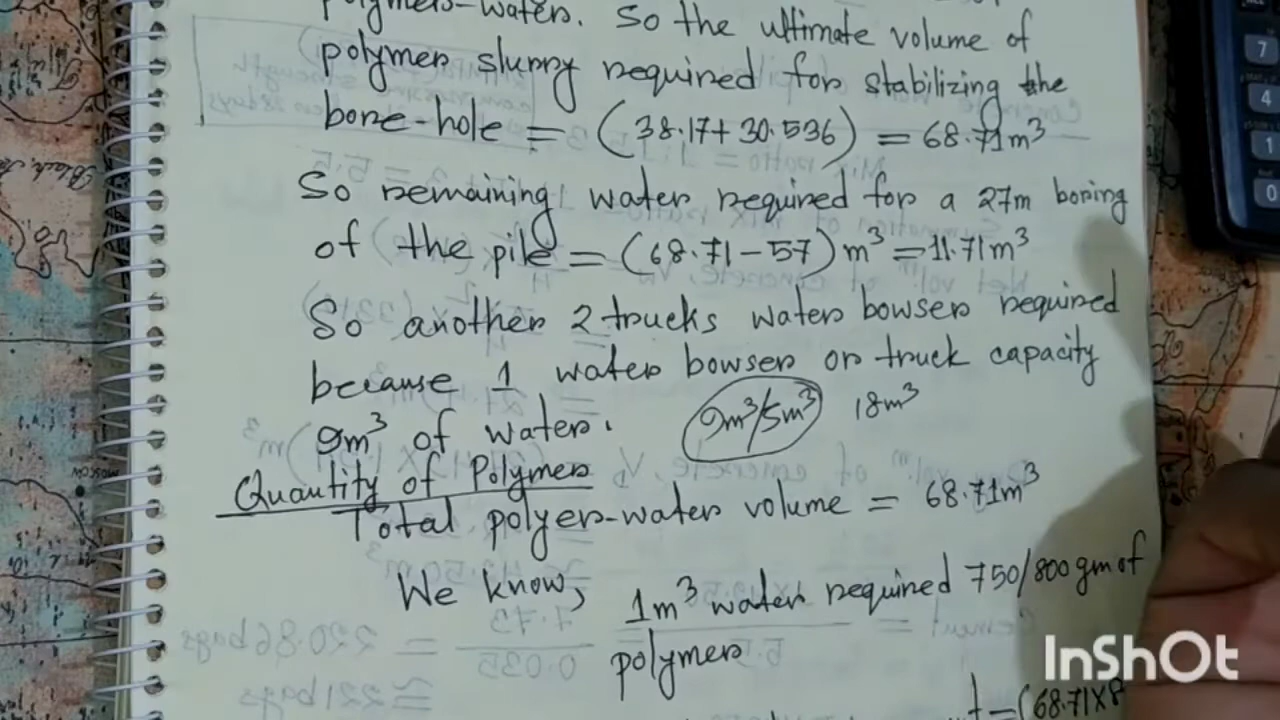 polymer-water. So the ultimate volume of
polymer slurry required for stabilizing the
bore-hole = (38.17+30.536) = 68.71m³
So remaining water required for a 27m boring
of the pile = (68.71-57)m³=11.71m³
So another 2 trucks water bowser required
because 1 water bowser or truck capacity
9m³ of water. 9m³/5m³ 18m³
Quantity of Polymer
Total polyer-water volume = 68.71m³
We know, 1m³ water required 750/800gm of
polymer
=(68.71×8
InShOt
7
4
1
0